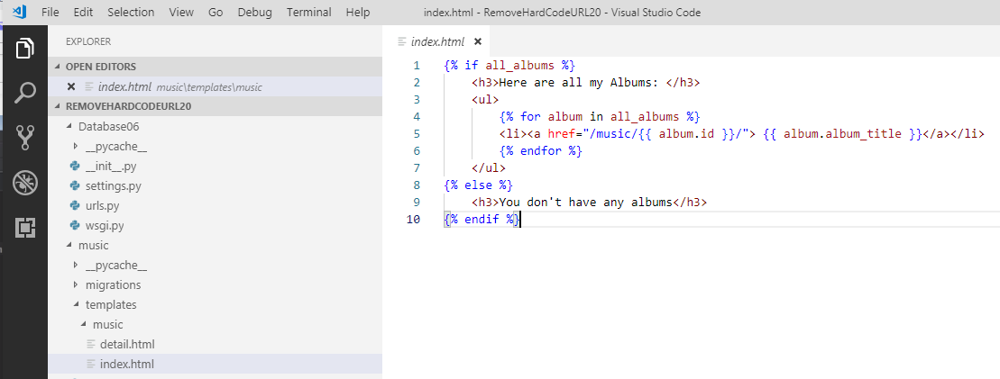 File Edit Selection View Go Debug Terminal Help index.html - RemoveHardCodeURL20 - Visual Studio Code
EXPLORER
OPEN EDITORS
index.html music\templates\music
REMOVEHARDCODEURL20
Database06
__pycache__
__init__.py
settings.py
urls.py
wsgi.py
music
__pycache__
migrations
templates
music
detail.html
index.html
index.html
1 {% if all_albums %}
2 <h3>Here are all my Albums: </h3>
3 <ul>
4 {% for album in all_albums %}
5 <li><a href="/music/{{ album.id }}/"> {{ album.album_title }}</a></li>
6 {% endfor %}
7 </ul>
8 {% else %}
9 <h3>You don't have any albums</h3>
10 {% endif %}